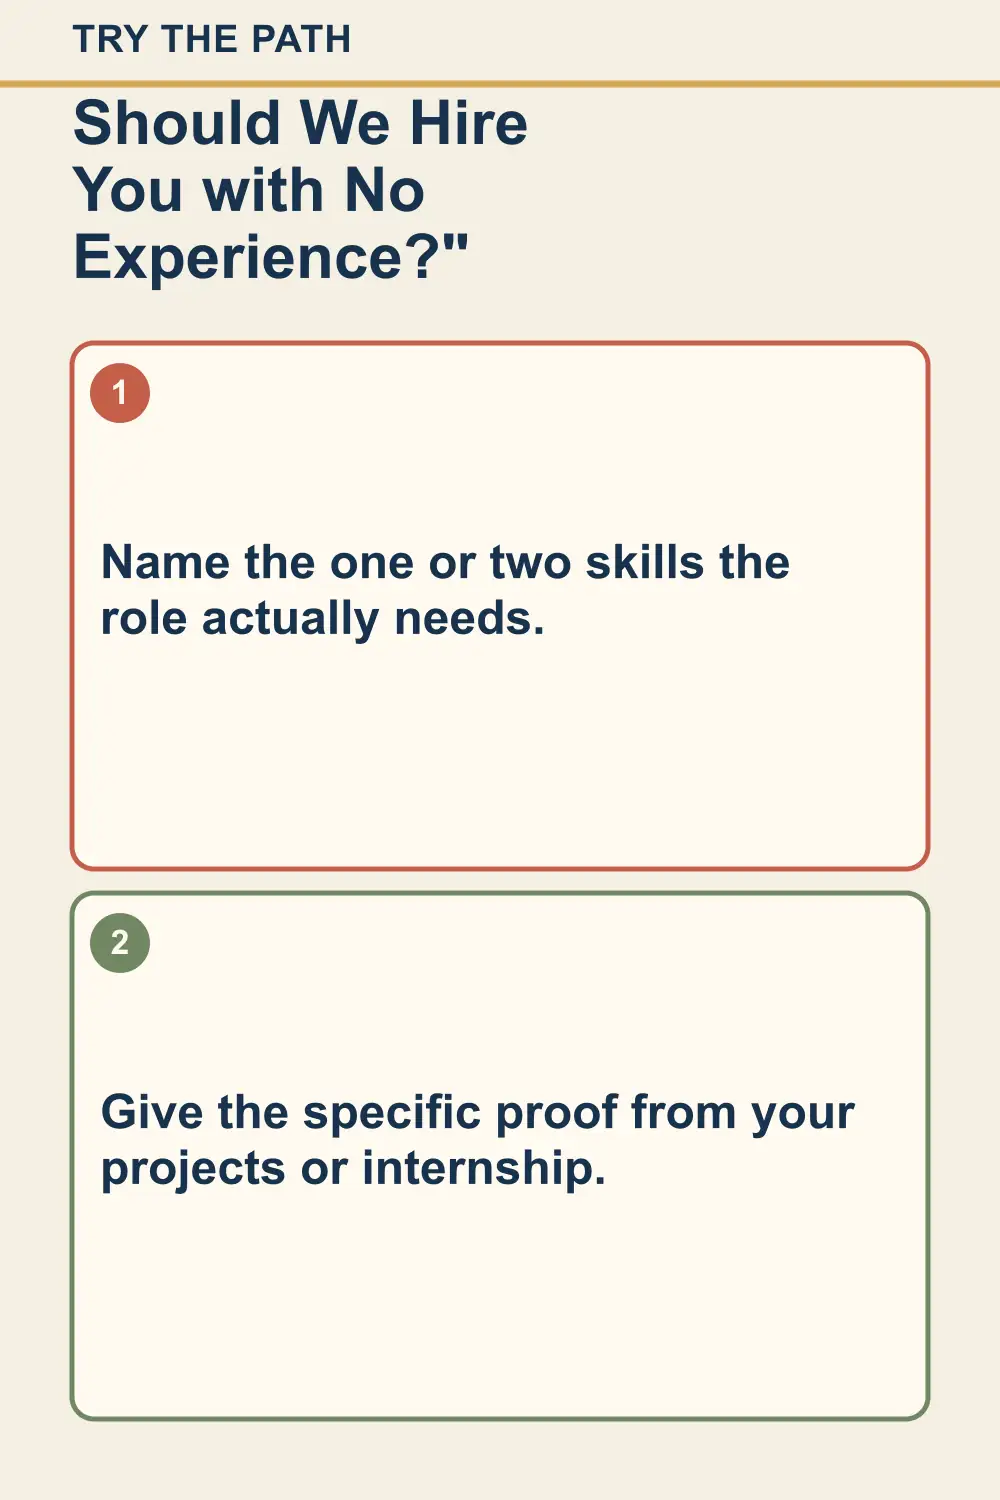 TRY THE PATH
Should We Hire
You with No
Experience?"
1
Name the one or two skills the
role actually needs.
2
Give the specific proof from your
projects or internship.